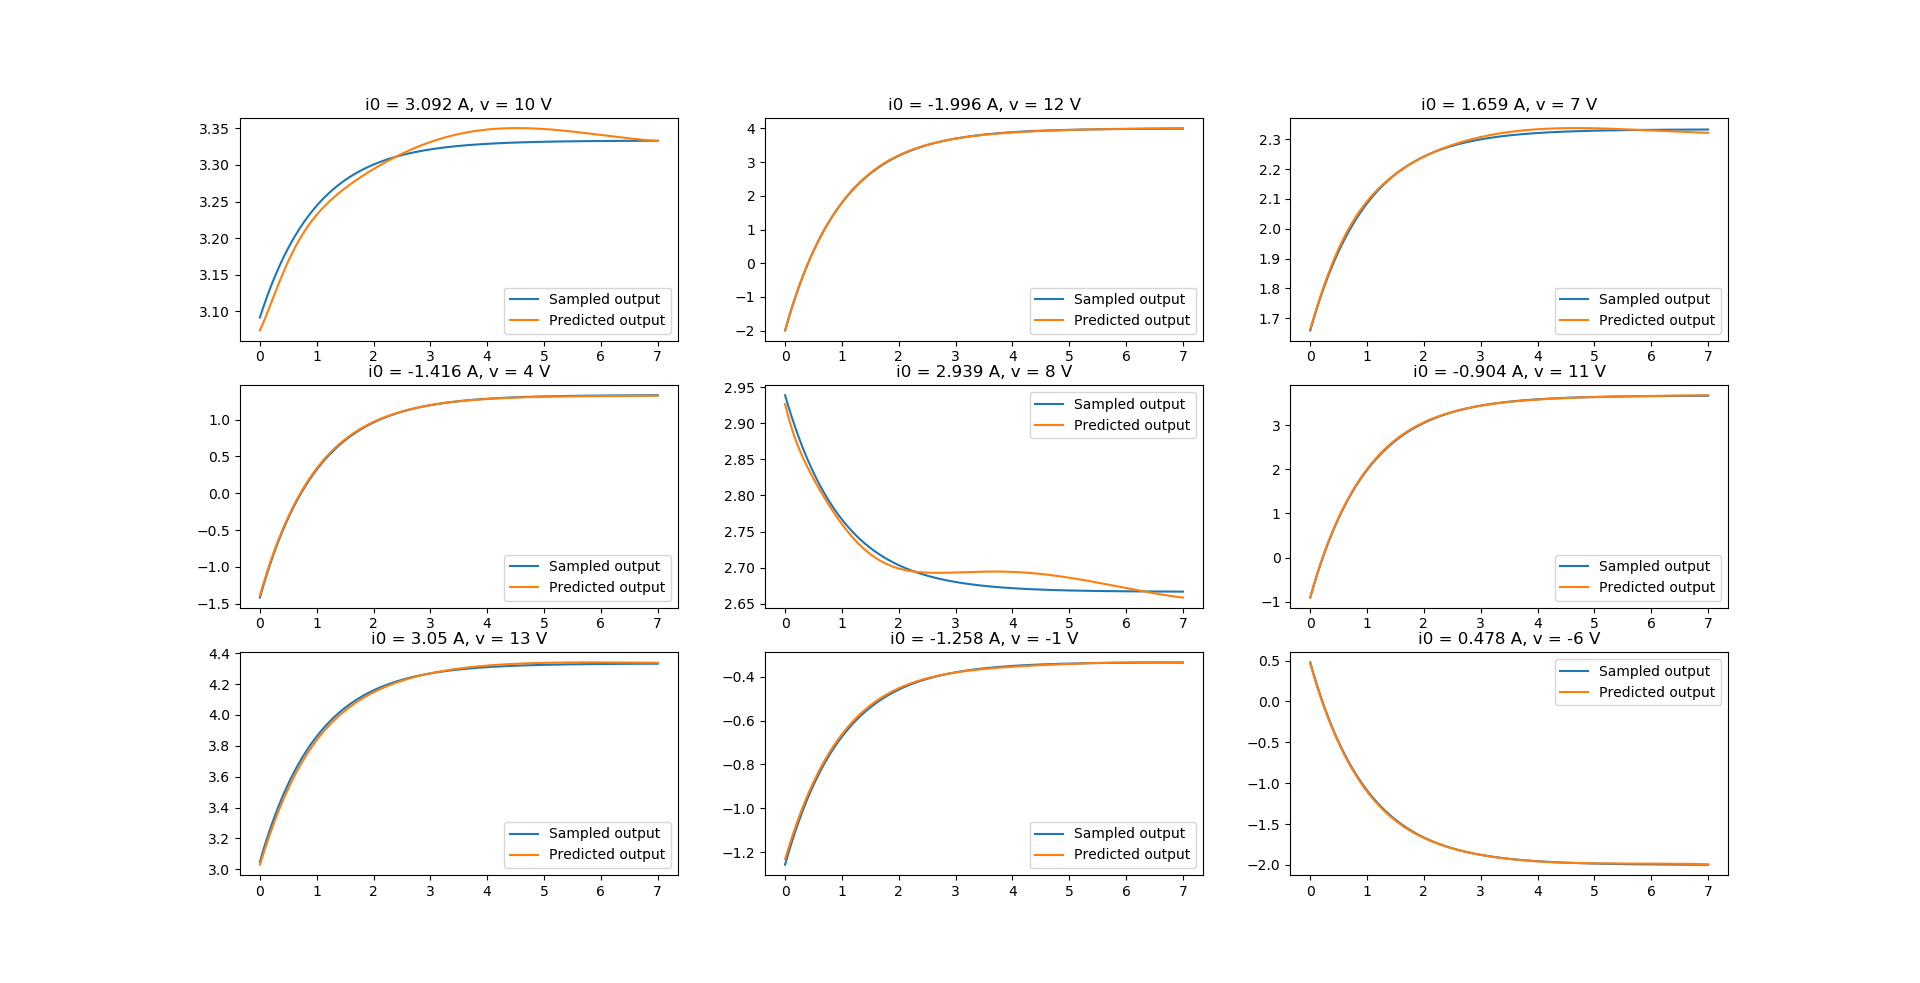 i0 = 3.092 A, v = 10 V
3.35
3.30
3.25
3.20
3.15
3.10
0 1 2 3 4 5 6 7
Sampled output
Predicted output
i0 = -1.996 A, v = 12 V
4
3
2
1
0
−1
−2
0 1 2 3 4 5 6 7
Sampled output
Predicted output
i0 = 1.659 A, v = 7 V
2.3
2.2
2.1
2.0
1.9
1.8
1.7
0 1 2 3 4 5 6 7
Sampled output
Predicted output
i0 = -1.416 A, v = 4 V
1.0
0.5
0.0
−0.5
−1.0
−1.5
0 1 2 3 4 5 6 7
Sampled output
Predicted output
i0 = 2.939 A, v = 8 V
2.95
2.90
2.85
2.80
2.75
2.70
2.65
0 1 2 3 4 5 6 7
Sampled output
Predicted output
i0 = -0.904 A, v = 11 V
3
2
1
0
−1
0 1 2 3 4 5 6 7
Sampled output
Predicted output
i0 = 3.05 A, v = 13 V
4.4
4.2
4.0
3.8
3.6
3.4
3.2
3.0
0 1 2 3 4 5 6 7
Sampled output
Predicted output
i0 = -1.258 A, v = -1 V
−0.4
−0.6
−0.8
−1.0
−1.2
0 1 2 3 4 5 6 7
Sampled output
Predicted output
i0 = 0.478 A, v = -6 V
0.5
0.0
−0.5
−1.0
−1.5
−2.0
0 1 2 3 4 5 6 7
Sampled output
Predicted output